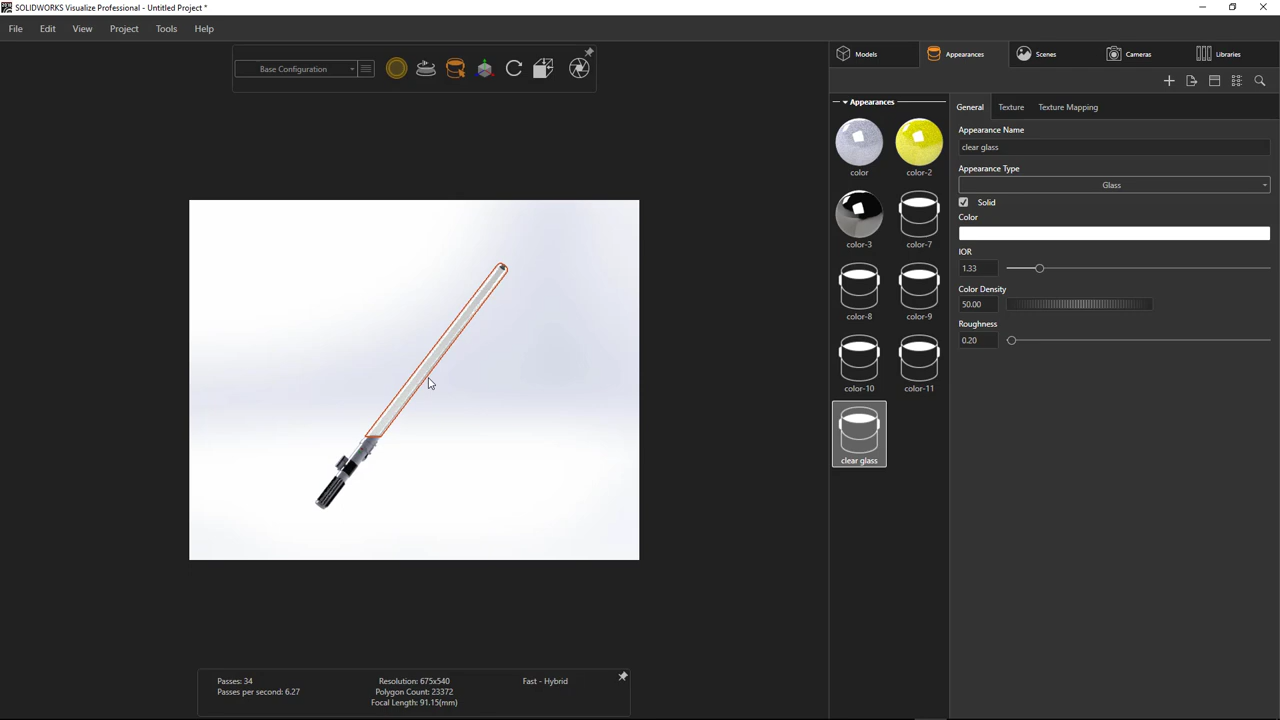 SOLIDWORKS Visualize Professional - Untitled Project *
File Edit View Project Tools Help
Base Configuration
Models Appearances Scenes Cameras Libraries
Appearances
color color-2
color-3 color-7
color-8 color-9
color-10 color-11
clear glass
General Texture Texture Mapping
Appearance Name
clear glass
Appearance Type
Glass
Solid
Color
IOR
1.33
Color Density
50.00
Roughness
0.20
Passes: 34
Passes per second: 6.27
Resolution: 675x540
Polygon Count: 23372
Focal Length: 91.15(mm)
Fast - Hybrid